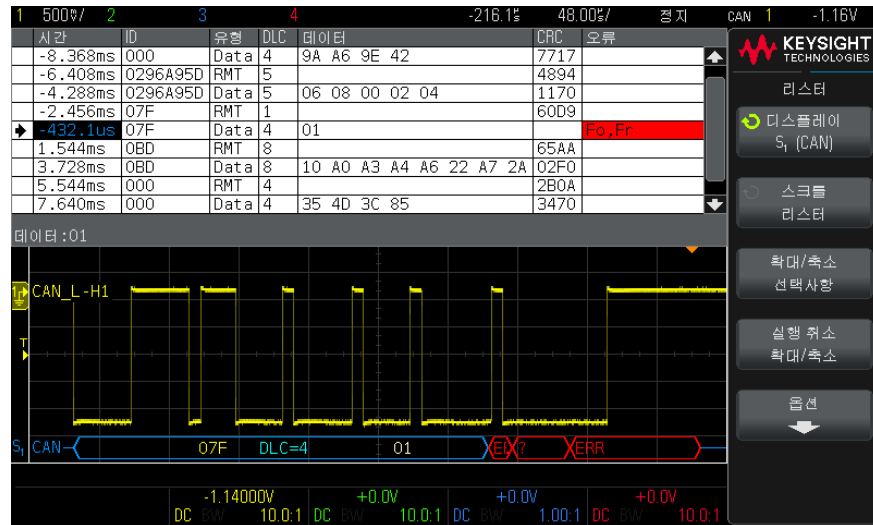 1 500♉/ 2 3 4 -216.1㎲ 48.00㎲/ 정지 CAN 1 -1.16V
시간 ID 유형 DLC 데이터 CRC 오류
-8.368ms 000 Data 4 9A A6 9E 42 7717
-6.408ms 0296A95D RMT 5 4894
-4.288ms 0296A95D Data 5 06 08 00 02 04 1170
-2.456ms 07F RMT 1 60D9
-432.1us 07F Data 4 01 Fo,Fr
1.544ms 0BD RMT 8 65AA
3.728ms 0BD Data 8 10 A0 A3 A4 A6 22 A7 2A 02F0
5.544ms 000 RMT 4 2B0A
7.640ms 000 Data 4 35 4D 3C 85 3470
데이터:01
CAN_L-H1
T
S1 CAN 07F DLC=4 01 ED ? ERR
-1.14000V +0.0V +0.0V +0.0V
DC BW 10.0:1 DC BW 10.0:1 DC BW 1.00:1 DC BW 10.0:1
KEYSIGHT
TECHNOLOGIES
리스터
디스플레이
S1 (CAN)
스크롤
리스터
확대/축소
선택사항
실행 취소
확대/축소
옵션